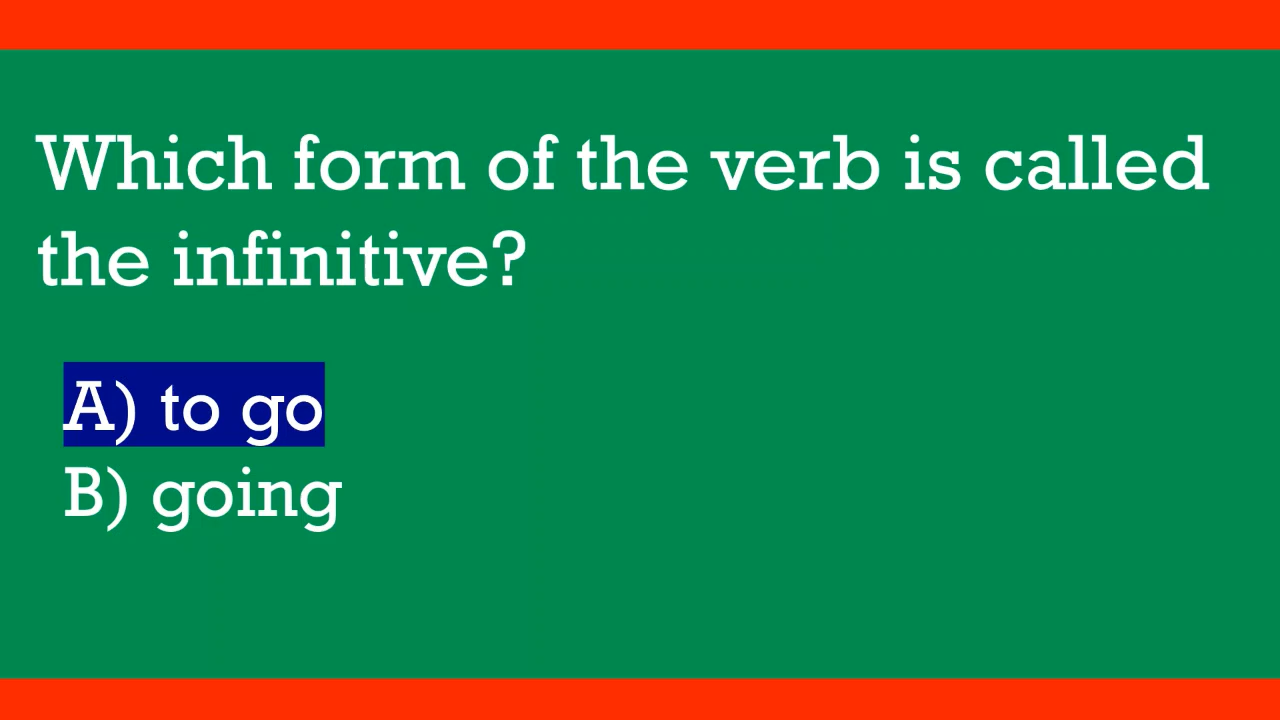 Which form of the verb is called
the infinitive?
A) to go
B) going